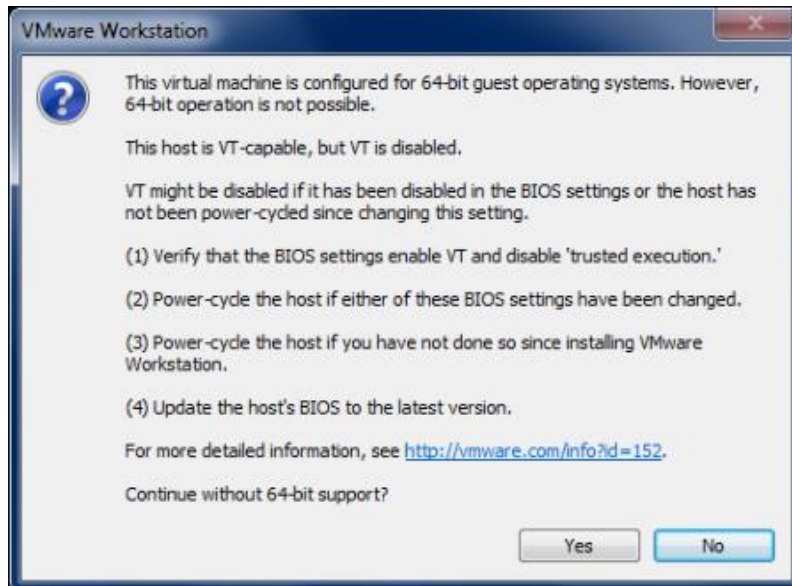 VMware Workstation
This virtual machine is configured for 64-bit guest operating systems. However,
64-bit operation is not possible.
This host is VT-capable, but VT is disabled.
VT might be disabled if it has been disabled in the BIOS settings or the host has
not been power-cycled since changing this setting.
(1) Verify that the BIOS settings enable VT and disable 'trusted execution.'
(2) Power-cycle the host if either of these BIOS settings have been changed.
(3) Power-cycle the host if you have not done so since installing VMware
Workstation.
(4) Update the host's BIOS to the latest version.
For more detailed information, see http://vmware.com/info?id=152.
Continue without 64-bit support?
Yes No